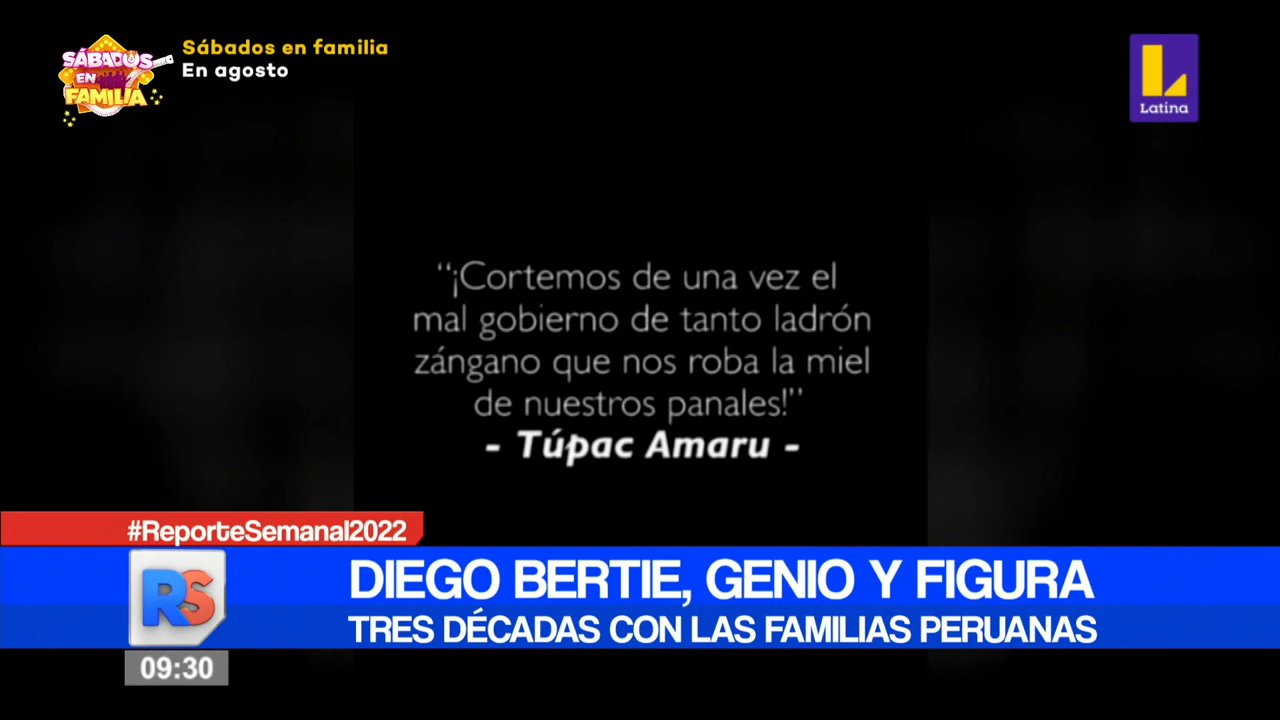 SÁBADOS
EN
FAMILIA
Sábados en familia
En agosto
Latina
“¡Cortemos de una vez el
mal gobierno de tanto ladrón
zángano que nos roba la miel
de nuestros panales!”
- Túpac Amaru -
#ReporteSemanal2022
RS
DIEGO BERTIE, GENIO Y FIGURA
TRES DÉCADAS CON LAS FAMILIAS PERUANAS
09:30